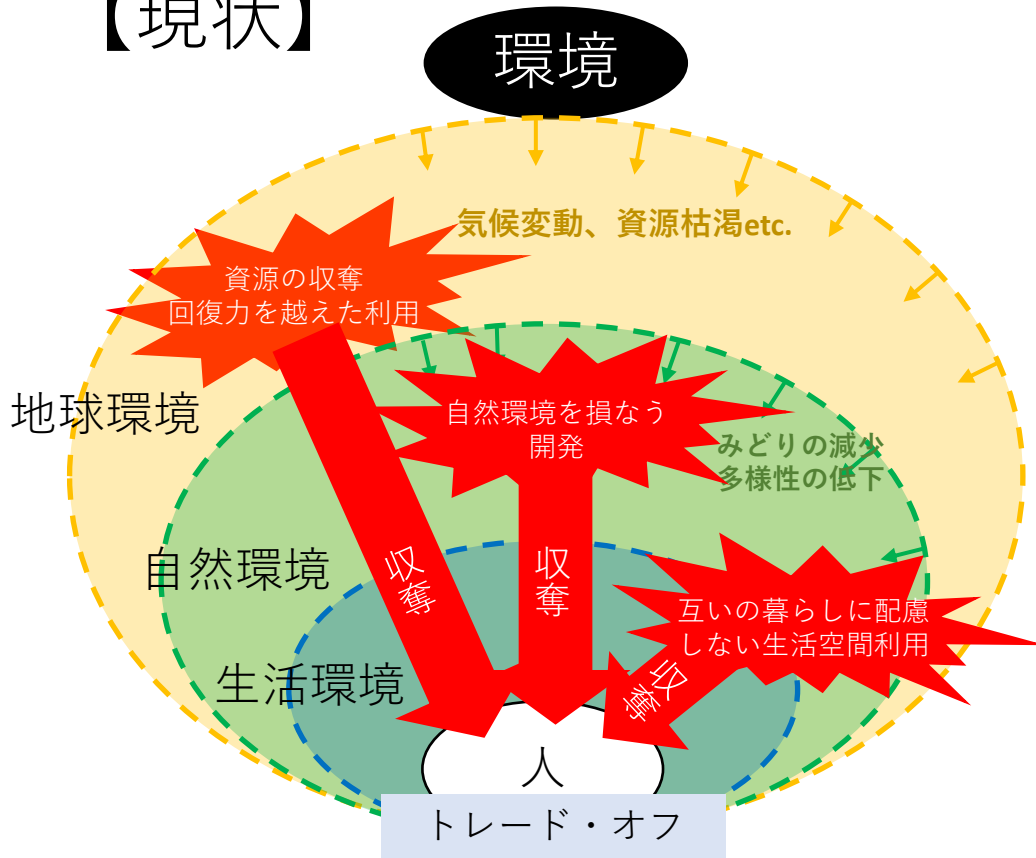 【現状】
環境
気候変動、資源枯渇etc.
資源の収奪
回復力を越えた利用
地球環境
自然環境を損なう
開発
みどりの減少
多様性の低下
自然環境
収奪
収奪
互いの暮らしに配慮
しない生活空間利用
生活環境
収奪
人
トレード・オフ